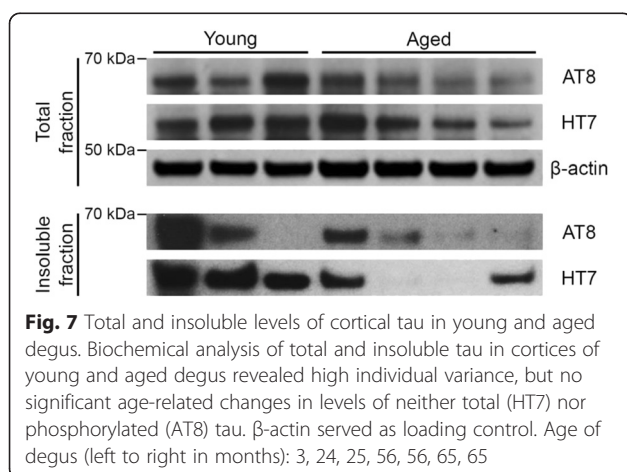 Young Aged
70 kDa
Total fraction
AT8
HT7
50 kDa
β-actin
70 kDa
Insoluble fraction
AT8
HT7
Fig. 7 Total and insoluble levels of cortical tau in young and aged
degus. Biochemical analysis of total and insoluble tau in cortices of
young and aged degus revealed high individual variance, but no
significant age-related changes in levels of neither total (HT7) nor
phosphorylated (AT8) tau. β-actin served as loading control. Age of
degus (left to right in months): 3, 24, 25, 56, 56, 65, 65